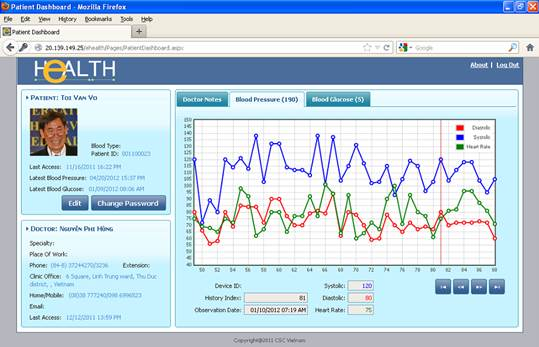 Patient Dashboard - Mozilla Firefox
File Edit View History Bookmarks Tools Help
Patient Dashboard
20.139.149.25/ehealth/Pages/PatientDashboard.aspx
Google
HeALTH
About | Log Out
Patient: Toi Van Vo
Blood Type:
Patient ID: 001100023
Last Access: 11/16/2011 16:22 PM
Latest Blood Pressure: 04/20/2012 15:37 PM
Latest Blood Glucose: 01/09/2012 08:06 AM
Edit Change Password
Doctor: Nguyễn Phi Hùng
Specialty:
Place Of Work:
Phone: (84-8) 37244270/3236 Extension:
Clinic Office: 6 Square, Linh Trung ward, Thu Duc
district, , Vietnam
Home/Mobile: (08)38 777240/098 6996523
Email:
Last Access: 12/12/2011 13:59 PM
Doctor Notes Blood Pressure (190) Blood Glucose (5)
150
145
140
135
130
125
120
115
110
105
100
95
90
85
80
75
70
65
60
55
50
45
40
Diastolic
Systolic
Heart Rate
50 52 54 56 58 60 62 64 66 68 70 72 74 76 78 80 82 84 86 88
Device ID:
History Index: 81
Observation Date: 01/10/2012 07:19 AM
Systolic: 120
Diastolic: 80
Heart Rate: 75
Copyright@2011 CSC Vietnam